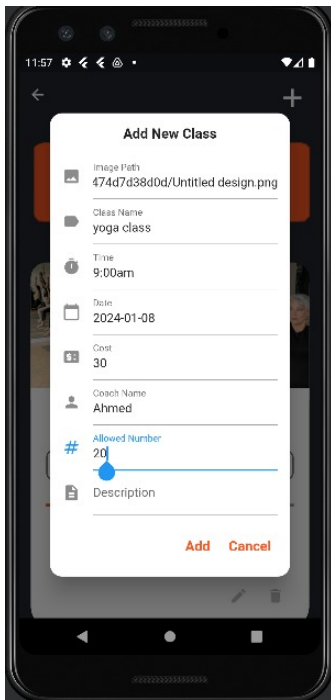 11:57
Add New Class
Image Path
474d7d38d0d/Untitled design.png
Class Name
yoga class
Time
9:00am
Date
2024-01-08
Cost
30
Coach Name
Ahmed
Allowed Number
20
Description
Add Cancel